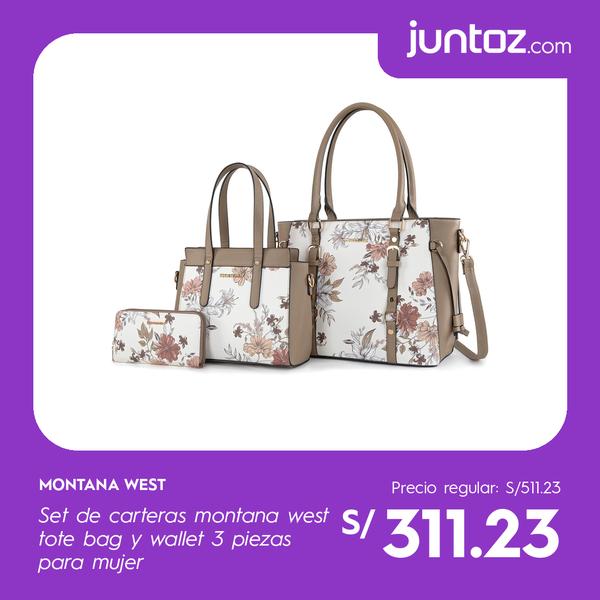 juntoz.com
MONTANA WEST
Set de carteras montana west
tote bag y wallet 3 piezas
para mujer
Precio regular: S/511.23
S/311.23